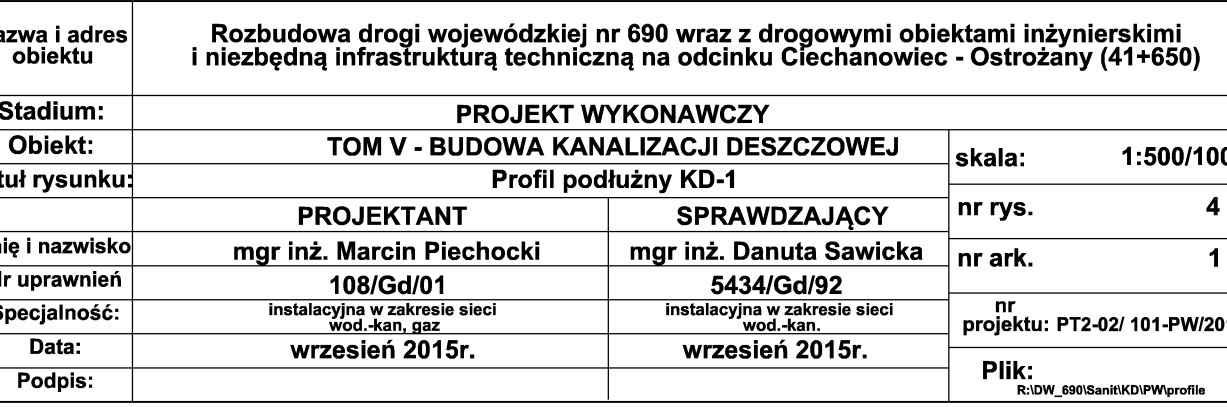 azwa i adres
obiektu
Rozbudowa drogi wojewódzkiej nr 690 wraz z drogowymi obiektami inżynierskimi
i niezbędną infrastrukturą techniczną na odcinku Ciechanowiec - Ostrożany (41+650)
Stadium: PROJEKT WYKONAWCZY
Obiekt: TOM V - BUDOWA KANALIZACJI DESZCZOWEJ
skala: 1:500/100
tuł rysunku: Profil podłużny KD-1
PROJEKTANT SPRAWDZAJĄCY
nr rys. 4
nię i nazwisko mgr inż. Marcin Piechocki mgr inż. Danuta Sawicka
nr ark. 1
Nr uprawnień 108/Gd/01 5434/Gd/92
Specjalność: instalacyjna w zakresie sieci
wod.-kan, gaz
instalacyjna w zakresie sieci
wod.-kan.
nr
projektu: PT2-02/ 101-PW/201
Data: wrzesień 2015r. wrzesień 2015r.
Podpis:
Plik:
R:\DW_690\Sanit\KD\PW\profile